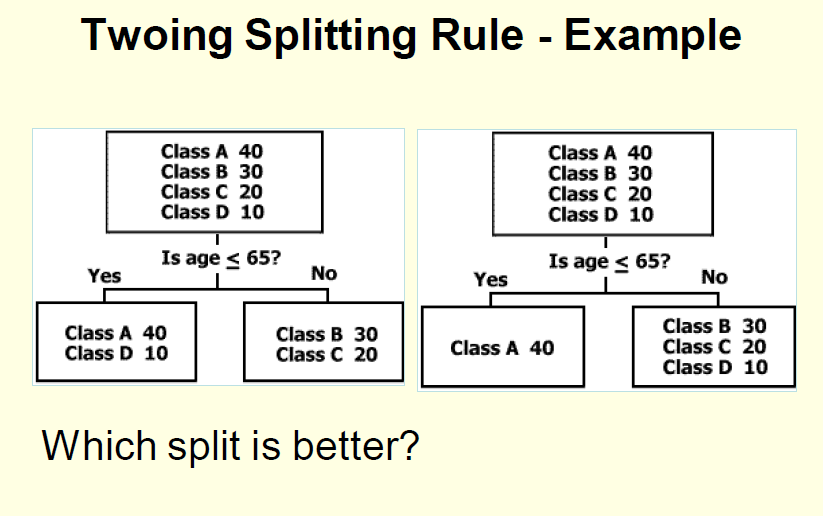 Twoing Splitting Rule - Example
Class A 40
Class B 30
Class C 20
Class D 10
Is age ≤ 65?
Yes
No
Class A 40
Class D 10
Class B 30
Class C 20
Class A 40
Class B 30
Class C 20
Class D 10
Is age ≤ 65?
Yes
No
Class A 40
Class B 30
Class C 20
Class D 10
Which split is better?